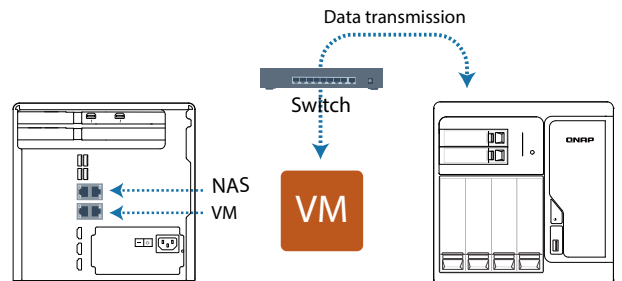 Data transmission
Switch
NAS
VM
VM
QNAP